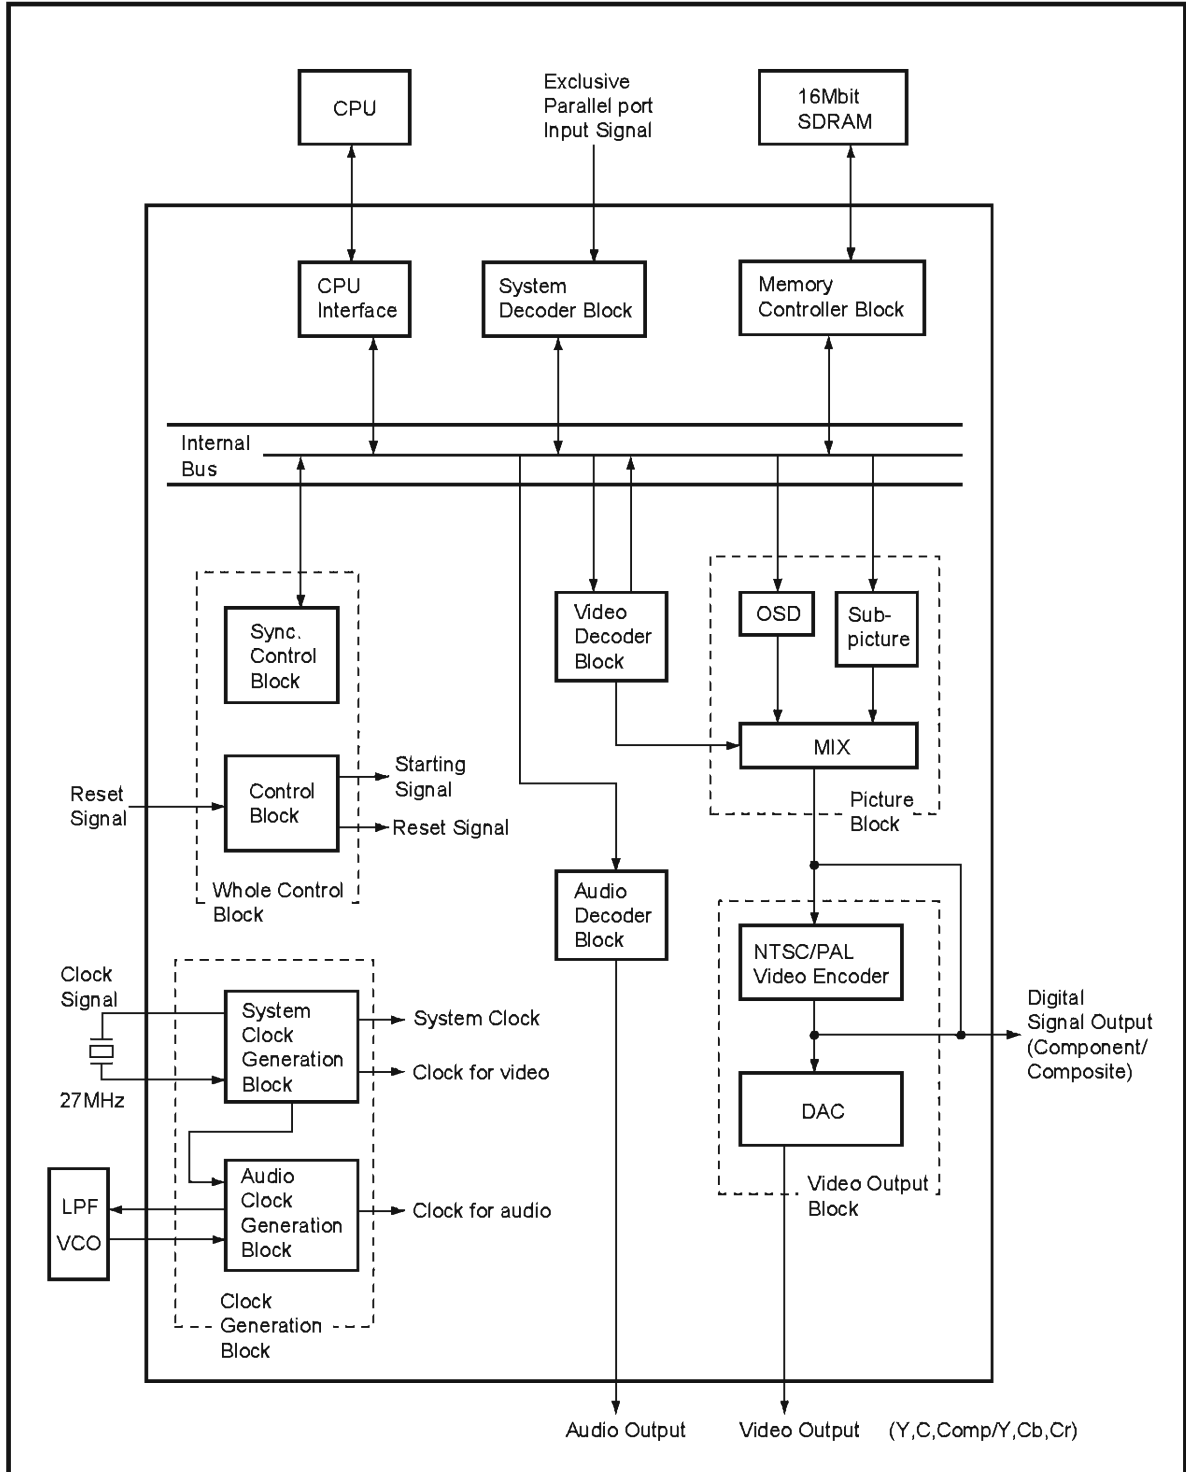 CPU
Exclusive
Parallel port
Input Signal
16Mbit
SDRAM
CPU
Interface
System
Decoder Block
Memory
Controller Block
Internal
Bus
Sync.
Control
Block
Video
Decoder
Block
OSD
Sub-
picture
MIX
Picture
Block
Reset
Signal
Control
Block
Starting
Signal
Reset Signal
Whole Control
Block
Audio
Decoder
Block
NTSC/PAL
Video Encoder
Clock
Signal
27MHz
System
Clock
Generation
Block
System Clock
Clock for video
Digital
Signal Output
(Component/
Composite)
DAC
Video Output
Block
LPF
VCO
Audio
Clock
Generation
Block
Clock for audio
Clock
Generation
Block
Audio Output
Video Output (Y,C,Comp/Y,Cb,Cr)